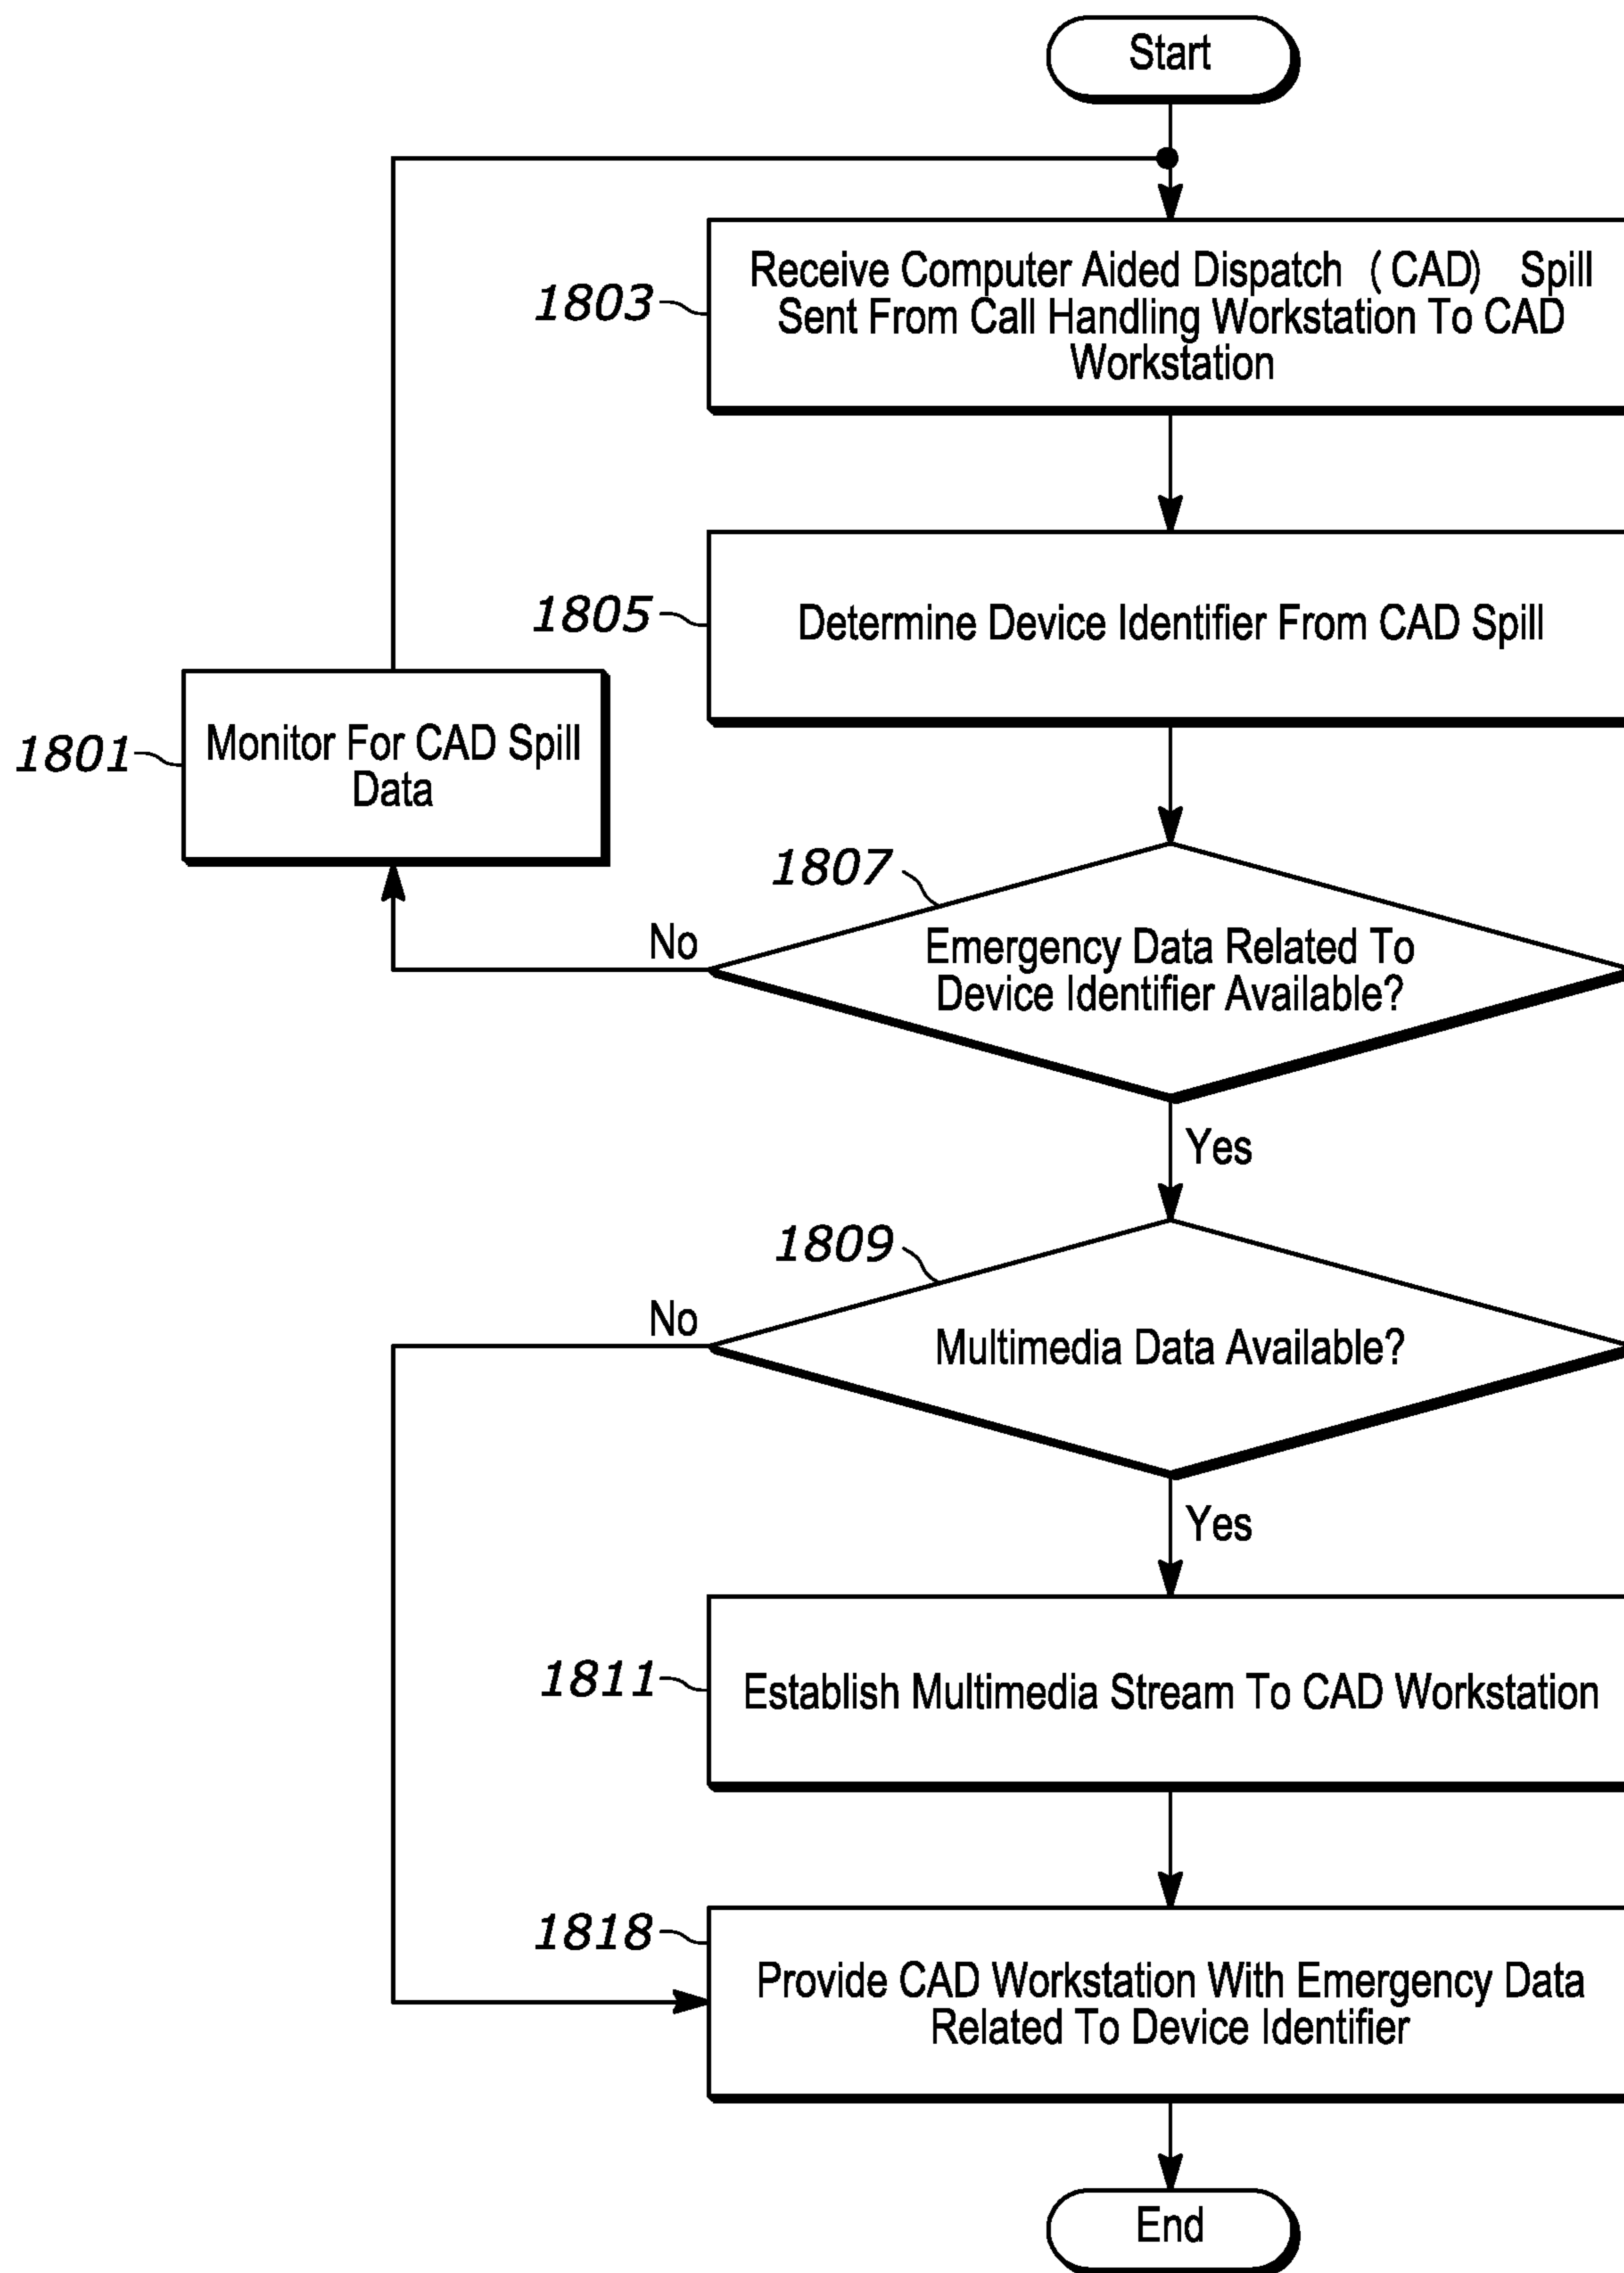 Start
1803
Receive Computer Aided Dispatch (CAD) Spill
Sent From Call Handling Workstation To CAD
Workstation
1805
Determine Device Identifier From CAD Spill
1801
Monitor For CAD Spill
Data
1807
No
Emergency Data Related To
Device Identifier Available?
Yes
1809
No
Multimedia Data Available?
Yes
1811
Establish Multimedia Stream To CAD Workstation
1818
Provide CAD Workstation With Emergency Data
Related To Device Identifier
End